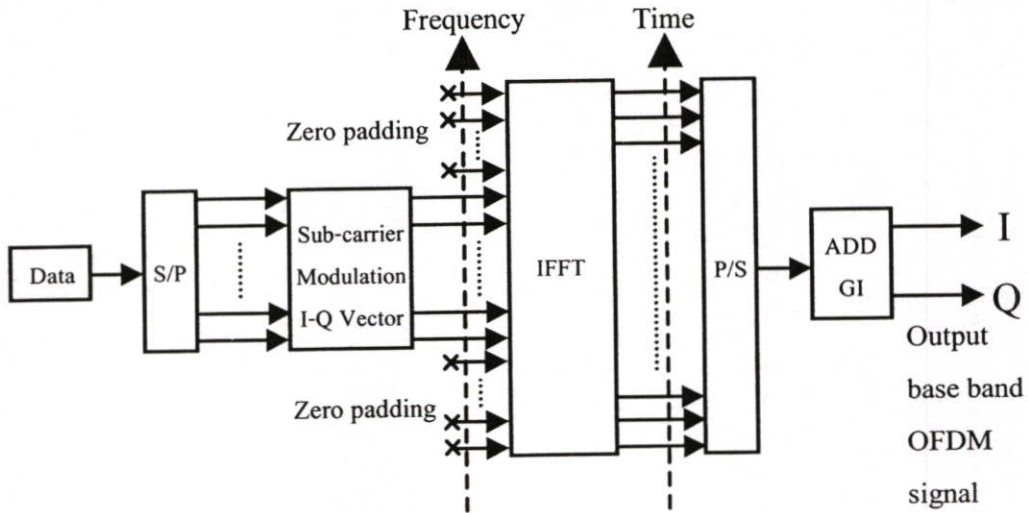 Frequency
Time
Zero padding
Data
S/P
Sub-carrier
Modulation
I-Q Vector
IFFT
P/S
ADD
GI
I
Q
Zero padding
Output
base band
OFDM
signal